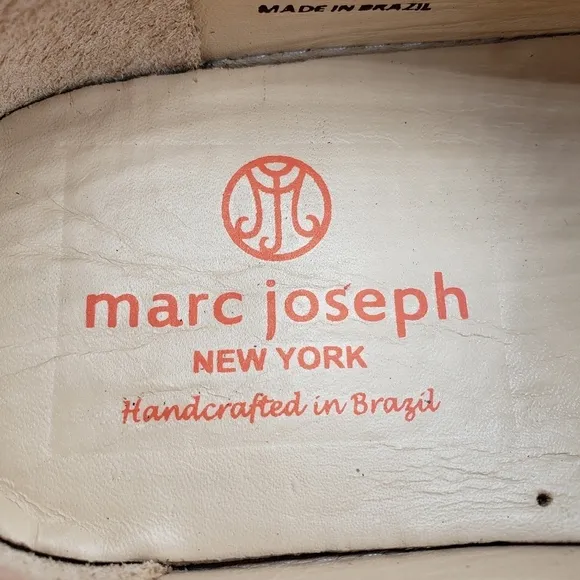 MADE IN BRAZIL
marc joseph
NEW YORK
Handcrafted in Brazil